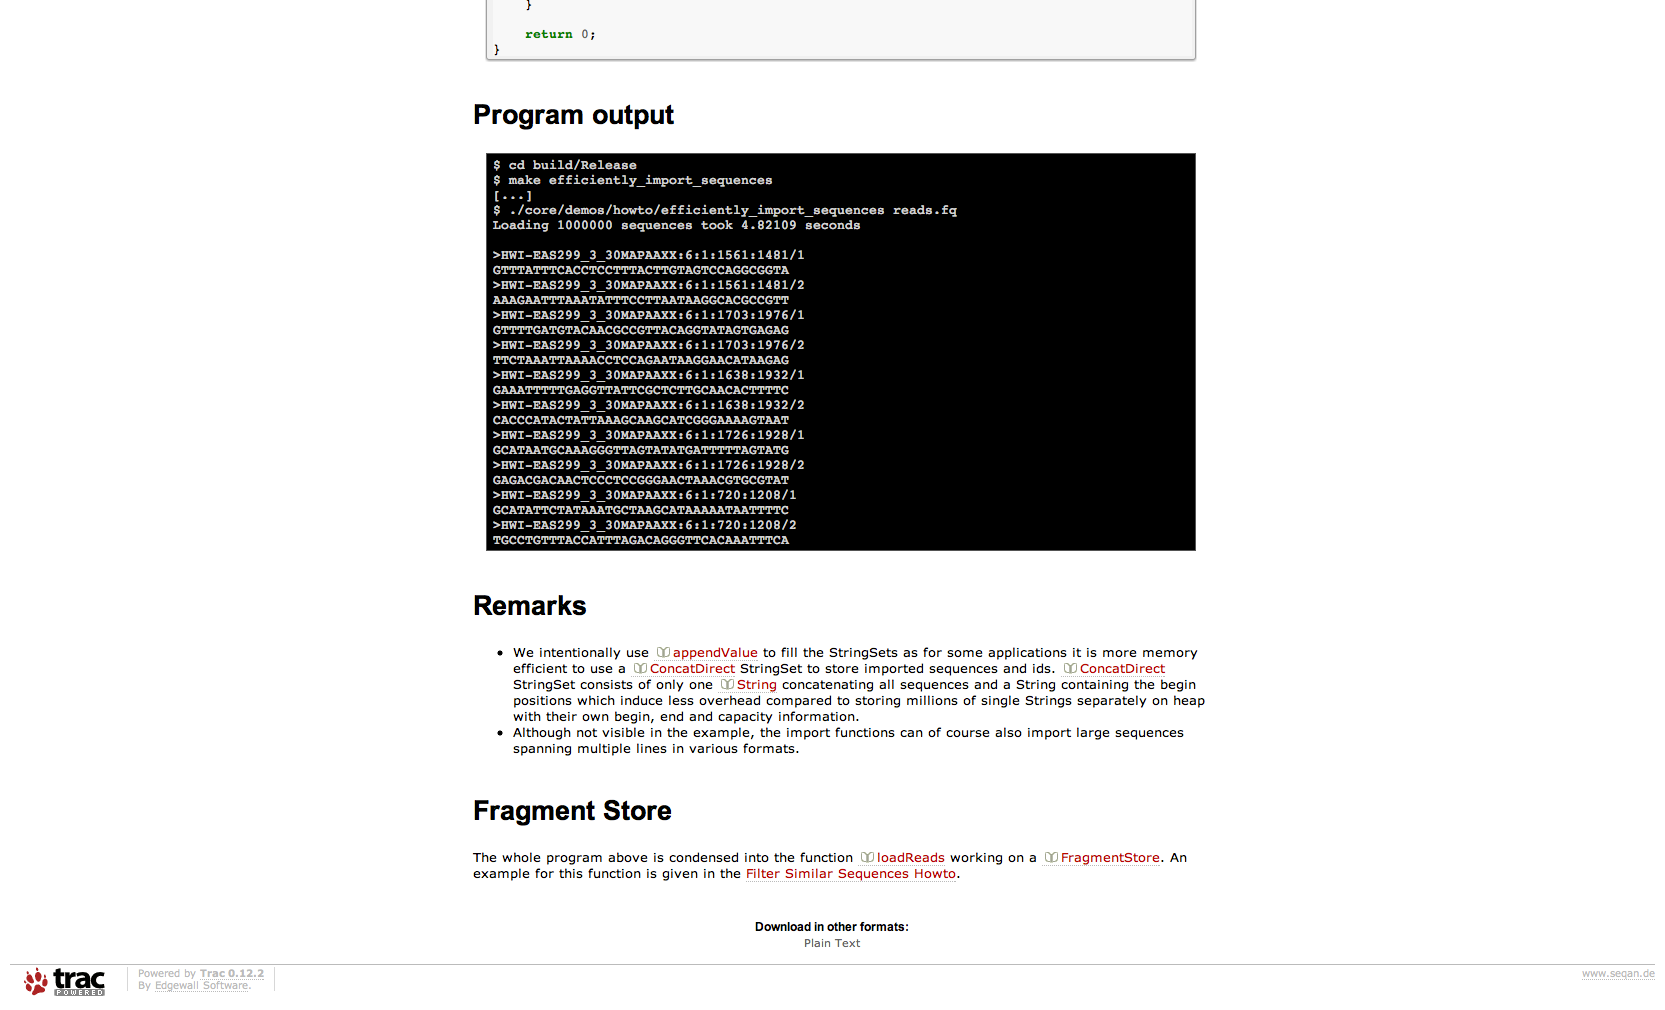 }
return 0;
}
Program output
$ cd build/Release
$ make efficiently_import_sequences
[...]
$ ./core/demos/howto/efficiently_import_sequences reads.fq
Loading 1000000 sequences took 4.82109 seconds
>HWI-EAS299_3_30MAPAAXX:6:1:1561:1481/1
GTTTATTTCACCTCCTTTACTTGTAGTCCAGGCGGTA
>HWI-EAS299_3_30MAPAAXX:6:1:1561:1481/2
AAAGAATTTAAATATTTCCTTAATAAGGCACGCCGTT
>HWI-EAS299_3_30MAPAAXX:6:1:1703:1976/1
GTTTTGATGTACAACGCCGTTACAGGTATAGTGAGAG
>HWI-EAS299_3_30MAPAAXX:6:1:1703:1976/2
TTCTAAATTAAAACCTCCAGAATAAGGAACATAAGAG
>HWI-EAS299_3_30MAPAAXX:6:1:1638:1932/1
GAAATTTTTGAGGTTATTCGCTCTTGCAACACTTTTC
>HWI-EAS299_3_30MAPAAXX:6:1:1638:1932/2
CACCCATACTATTAAAGCAAGCATCGGGAAAAGTAAT
>HWI-EAS299_3_30MAPAAXX:6:1:1726:1928/1
GCATAATGCAAAGGGTTAGTATATGATTTTTAGTATG
>HWI-EAS299_3_30MAPAAXX:6:1:1726:1928/2
GAGACGACAACTCCCTCCGGGAACTAAACGTGCGTAT
>HWI-EAS299_3_30MAPAAXX:6:1:720:1208/1
GCATATTCTATAAATGCTAAGCATAAAAATAATTTTC
>HWI-EAS299_3_30MAPAAXX:6:1:720:1208/2
TGCCTGTTTACCATTTAGACAGGGTTCACAAATTTCA
Remarks
• We intentionally use appendValue to fill the StringSets as for some applications it is more memory
efficient to use a ConcatDirect StringSet to store imported sequences and ids. ConcatDirect
StringSet consists of only one String concatenating all sequences and a String containing the begin
positions which induce less overhead compared to storing millions of single Strings separately on heap
with their own begin, end and capacity information.
• Although not visible in the example, the import functions can of course also import large sequences
spanning multiple lines in various formats.
Fragment Store
The whole program above is condensed into the function loadReads working on a FragmentStore. An
example for this function is given in the Filter Similar Sequences Howto.
Download in other formats:
Plain Text
trac
POWERED
Powered by Trac 0.12.2
By Edgewall Software.
www.seqan.de